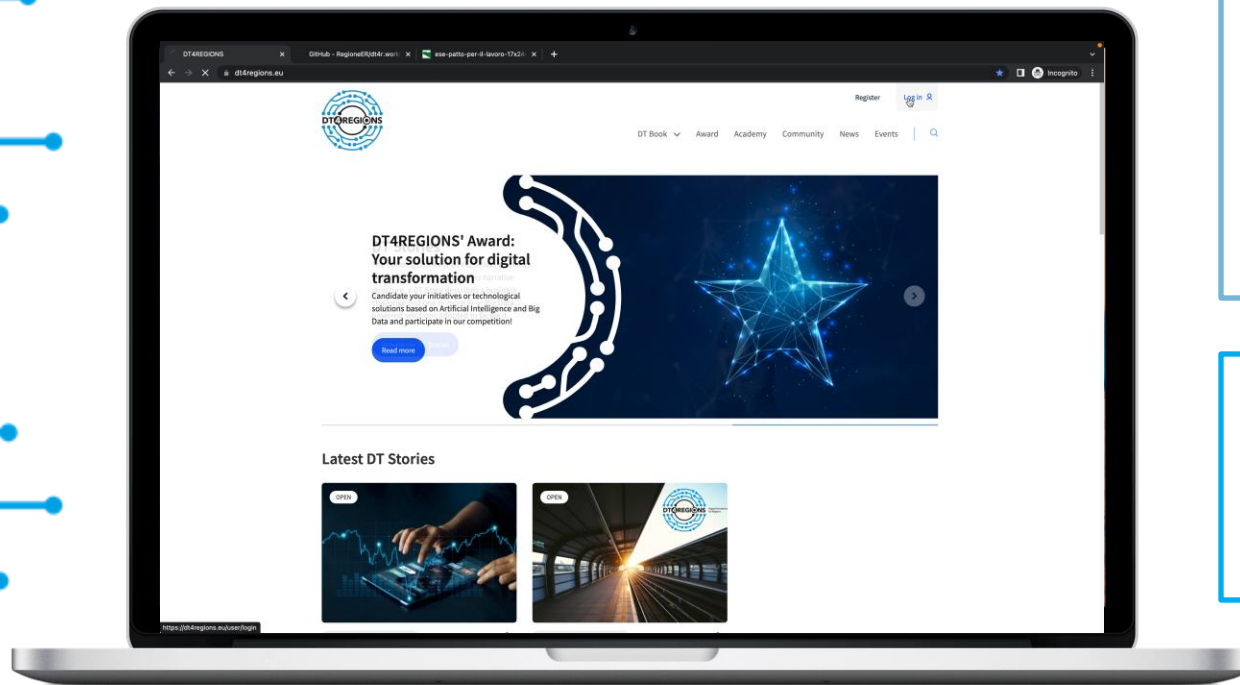 DT4REGIONS
GitHub - RegioneER/dt4r.work
ese-patto-per-il-lavoro-17x24
dt4regions.eu
Incognito
DT4REGIONS
Register
Log in
DT Book
Award
Academy
Community
News
Events
DT4REGIONS' Award:
Your solution for digital
transformation
Candidate your initiatives or technological
solutions based on Artificial Intelligence and Big
Data and participate in our competition!
Read more
Latest DT Stories
OPEN
OPEN
DT4REGIONS
https://dt4regions.eu/user/login